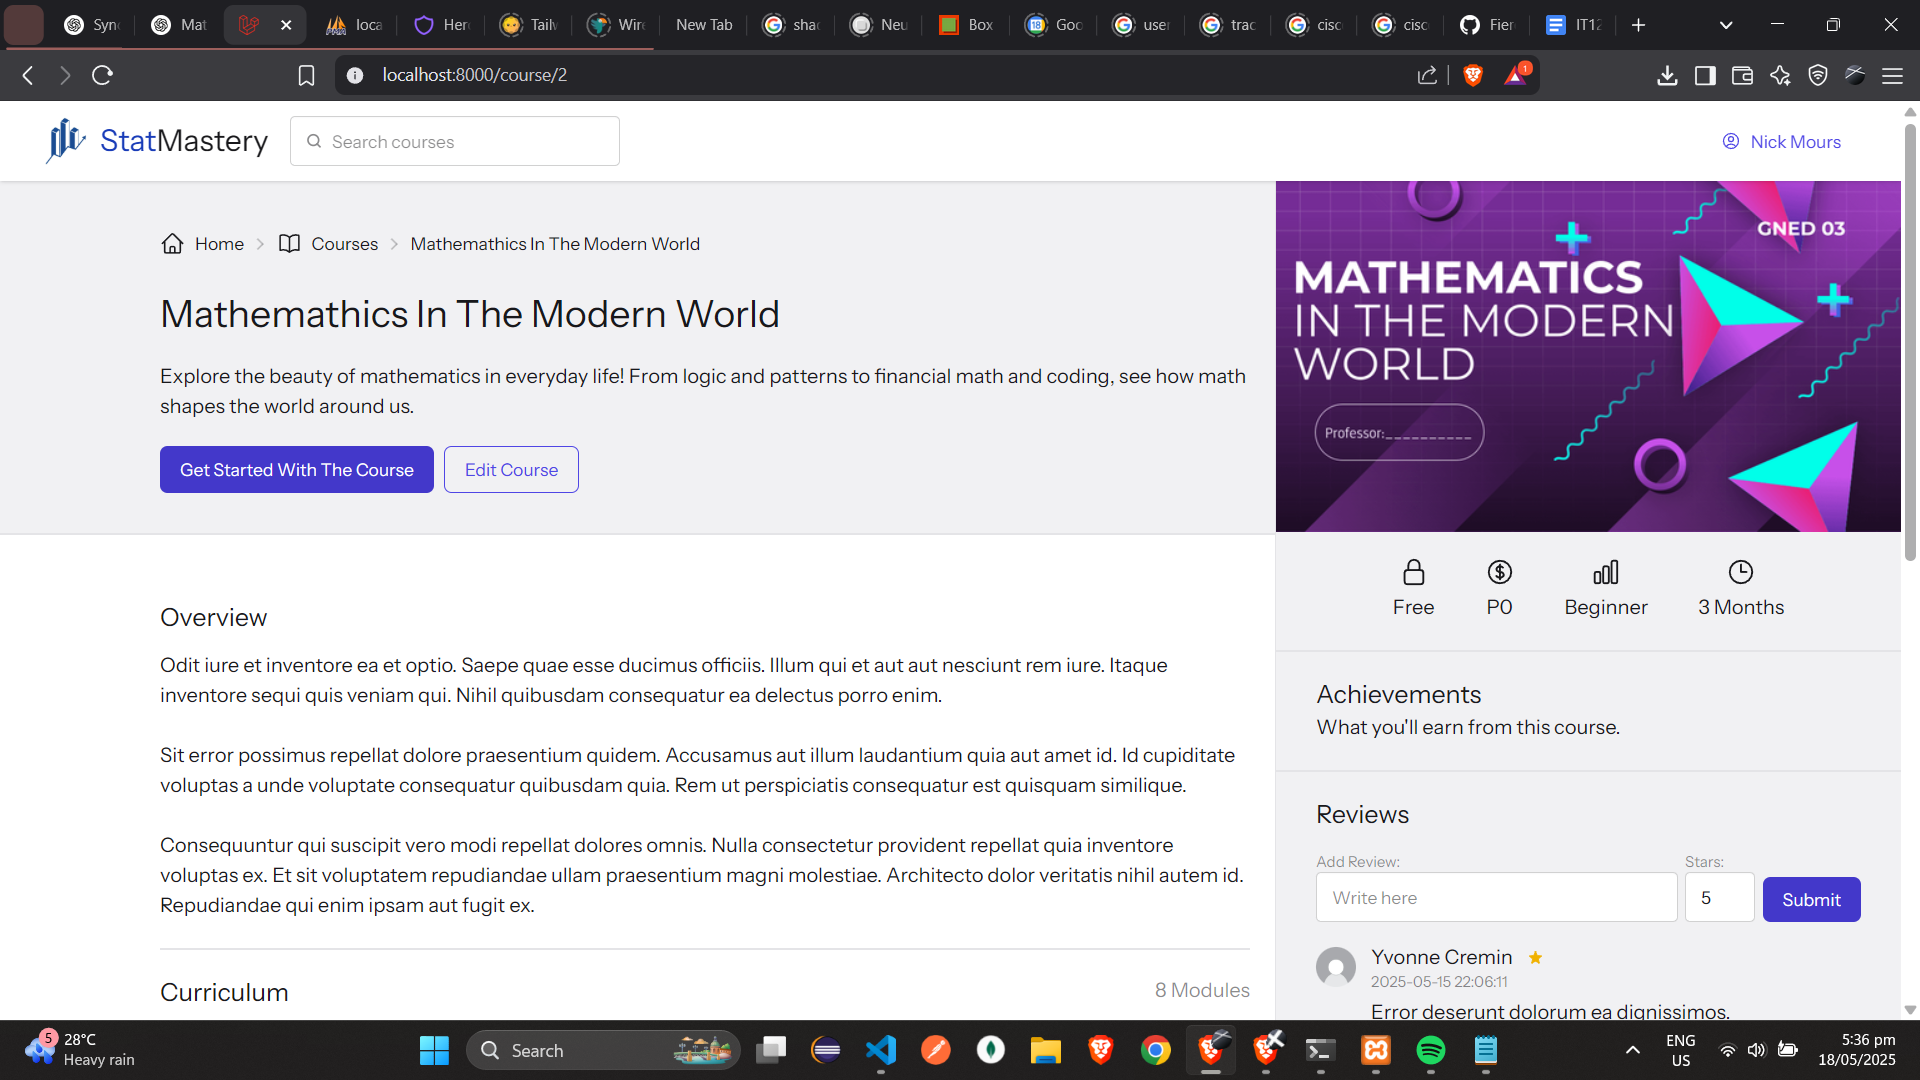 Sync
Mat
loca
Her
Tailw
Wire
New Tab
shad
Neu
Box
Goo
user
trac
cisc
cisc
Fier
IT12
localhost:8000/course/2
1
StatMastery
Search courses
Nick Mours
Home
Courses
Mathemathics In The Modern World
Mathemathics In The Modern World
Explore the beauty of mathematics in everyday life! From logic and patterns to financial math and coding, see how math
shapes the world around us.
Get Started With The Course
Edit Course
GNED 03
MATHEMATICS
IN THE MODERN
WORLD
Professor:__________
Free
P0
Beginner
3 Months
Overview
Odit iure et inventore ea et optio. Saepe quae esse ducimus officiis. Illum qui et aut aut nesciunt rem iure. Itaque
inventore sequi quis veniam qui. Nihil quibusdam consequatur ea delectus porro enim.
Sit error possimus repellat dolore praesentium quidem. Accusamus aut illum laudantium quia aut amet id. Id cupiditate
voluptas a unde voluptate consequatur quibusdam quia. Rem ut perspiciatis consequatur est quisquam similique.
Consequuntur qui suscipit vero modi repellat dolores omnis. Nulla consectetur provident repellat quia inventore
voluptas ex. Et sit voluptatem repudiandae ullam praesentium magni molestiae. Architecto dolor veritatis nihil autem id.
Repudiandae qui enim ipsam aut fugit ex.
Curriculum
8 Modules
Achievements
What you'll earn from this course.
Reviews
Add Review:
Stars:
Write here
5
Submit
Yvonne Cremin
2025-05-15 22:06:11
Error deserunt dolorum ea dignissimos.
5
28°C
Heavy rain
Search
ENG
US
5:36 pm
18/05/2025